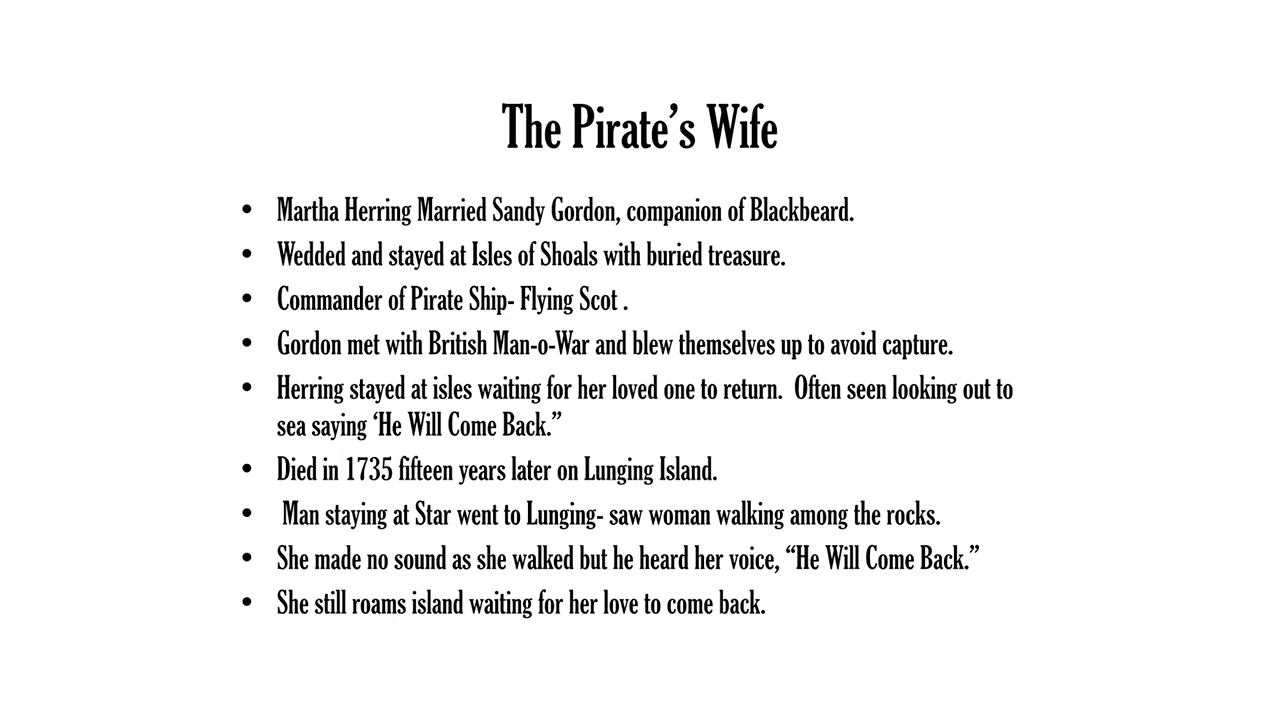 The Pirate’s Wife
• Martha Herring Married Sandy Gordon, companion of Blackbeard.
• Wedded and stayed at Isles of Shoals with buried treasure.
• Commander of Pirate Ship- Flying Scot .
• Gordon met with British Man-o-War and blew themselves up to avoid capture.
• Herring stayed at isles waiting for her loved one to return.  Often seen looking out to
sea saying ‘He Will Come Back.”
• Died in 1735 fifteen years later on Lunging Island.
•  Man staying at Star went to Lunging- saw woman walking among the rocks.
• She made no sound as she walked but he heard her voice, “He Will Come Back.”
• She still roams island waiting for her love to come back.